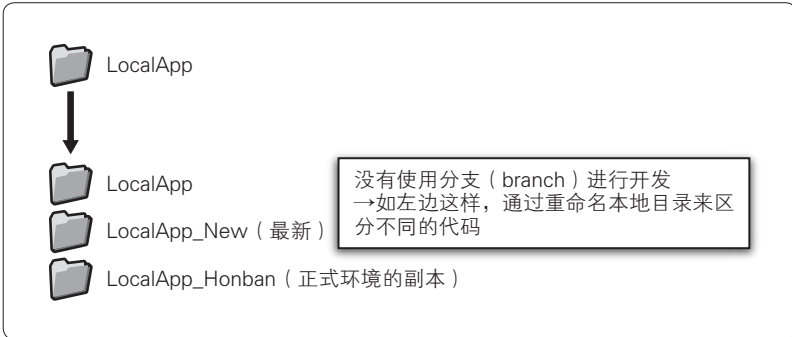 LocalApp
LocalApp
LocalApp_New（最新）
LocalApp_Honban（正式环境的副本）
没有使用分支（branch）进行开发
→如左边这样，通过重命名本地目录来区
分不同的代码